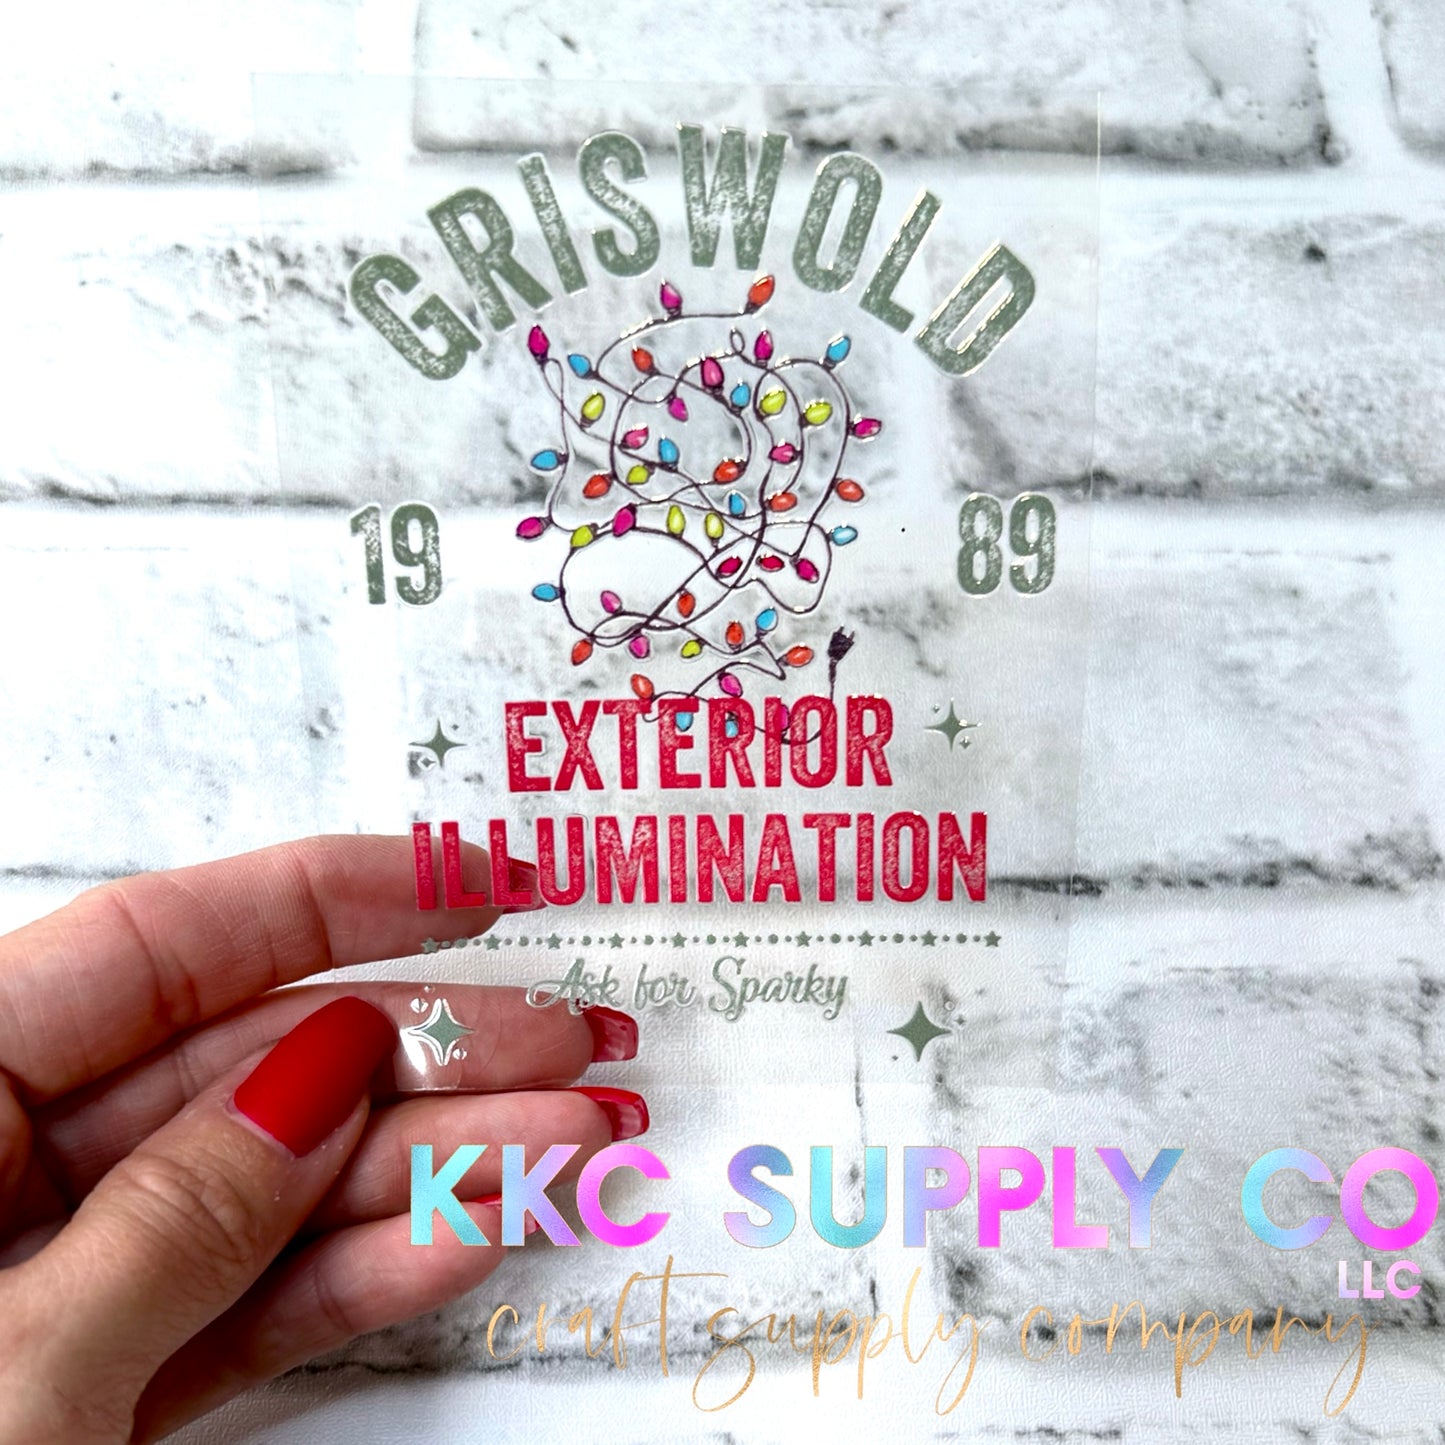 GRISWOLD
19 89
EXTERIOR
ILLUMINATION
Ask for Sparky
KKC SUPPLY CO
LLC
craft supply company